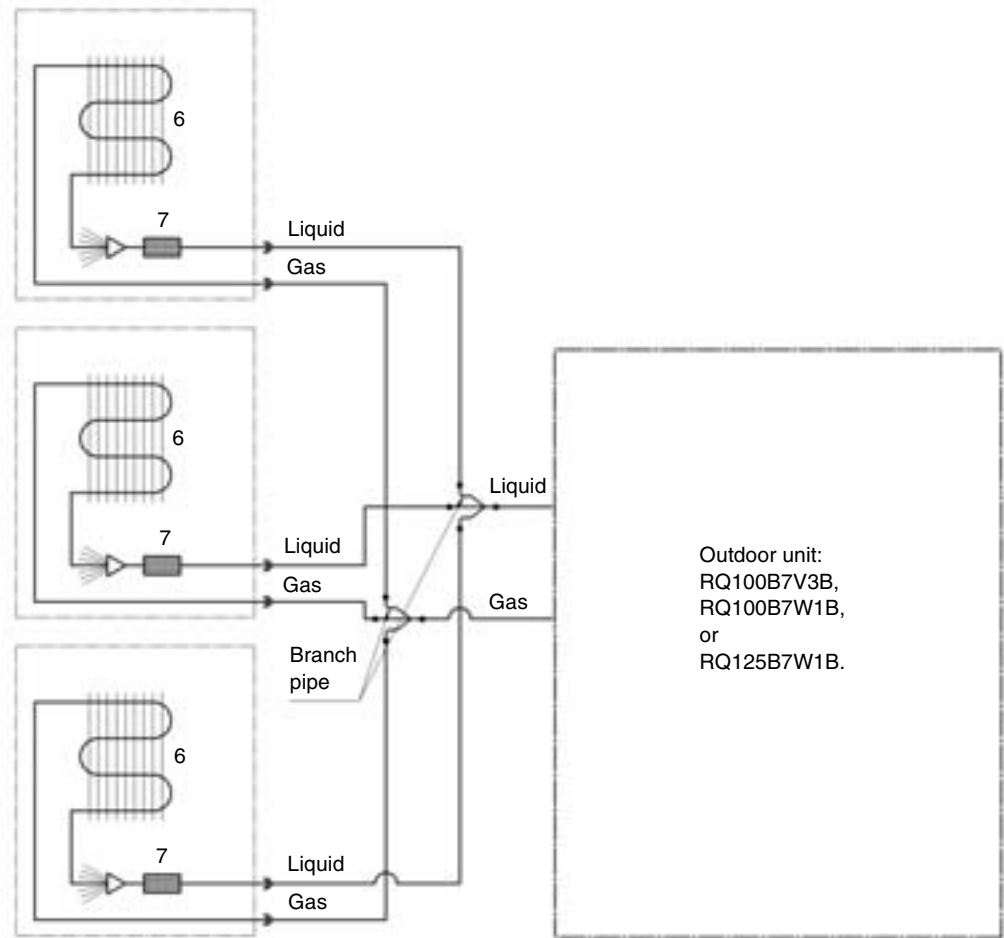 6
7
Liquid
Gas
6
7
Liquid
Gas
Liquid
Gas
Branch
pipe
Outdoor unit:
RQ100B7V3B,
RQ100B7W1B,
or
RQ125B7W1B.
6
7
Liquid
Gas